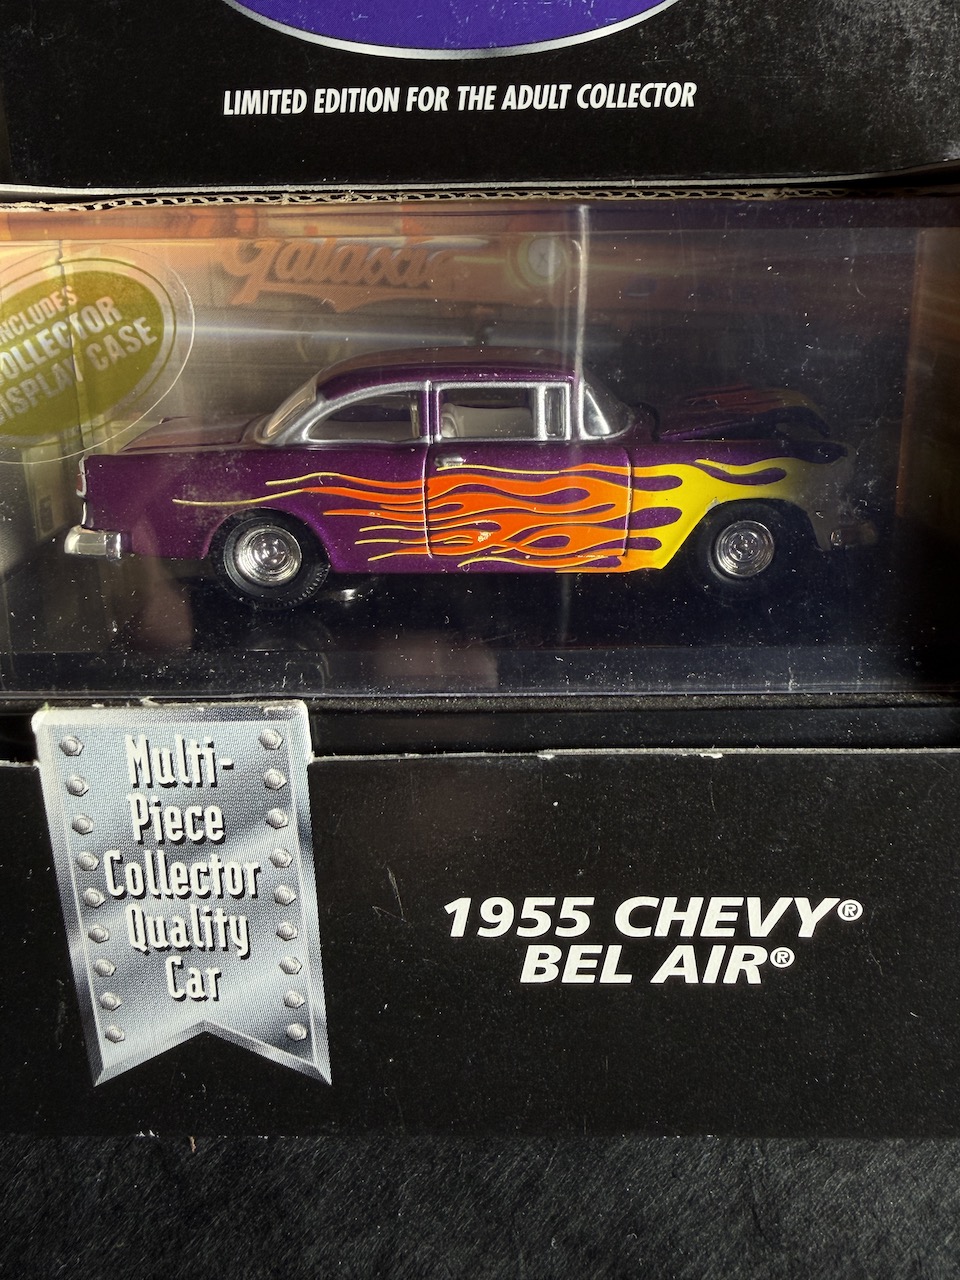 LIMITED EDITION FOR THE ADULT COLLECTOR
Galaxie
INCLUDES
COLLECTOR
DISPLAY CASE
Multi-
Piece
Collector
Quality
Car
1955 CHEVY®
BEL AIR®